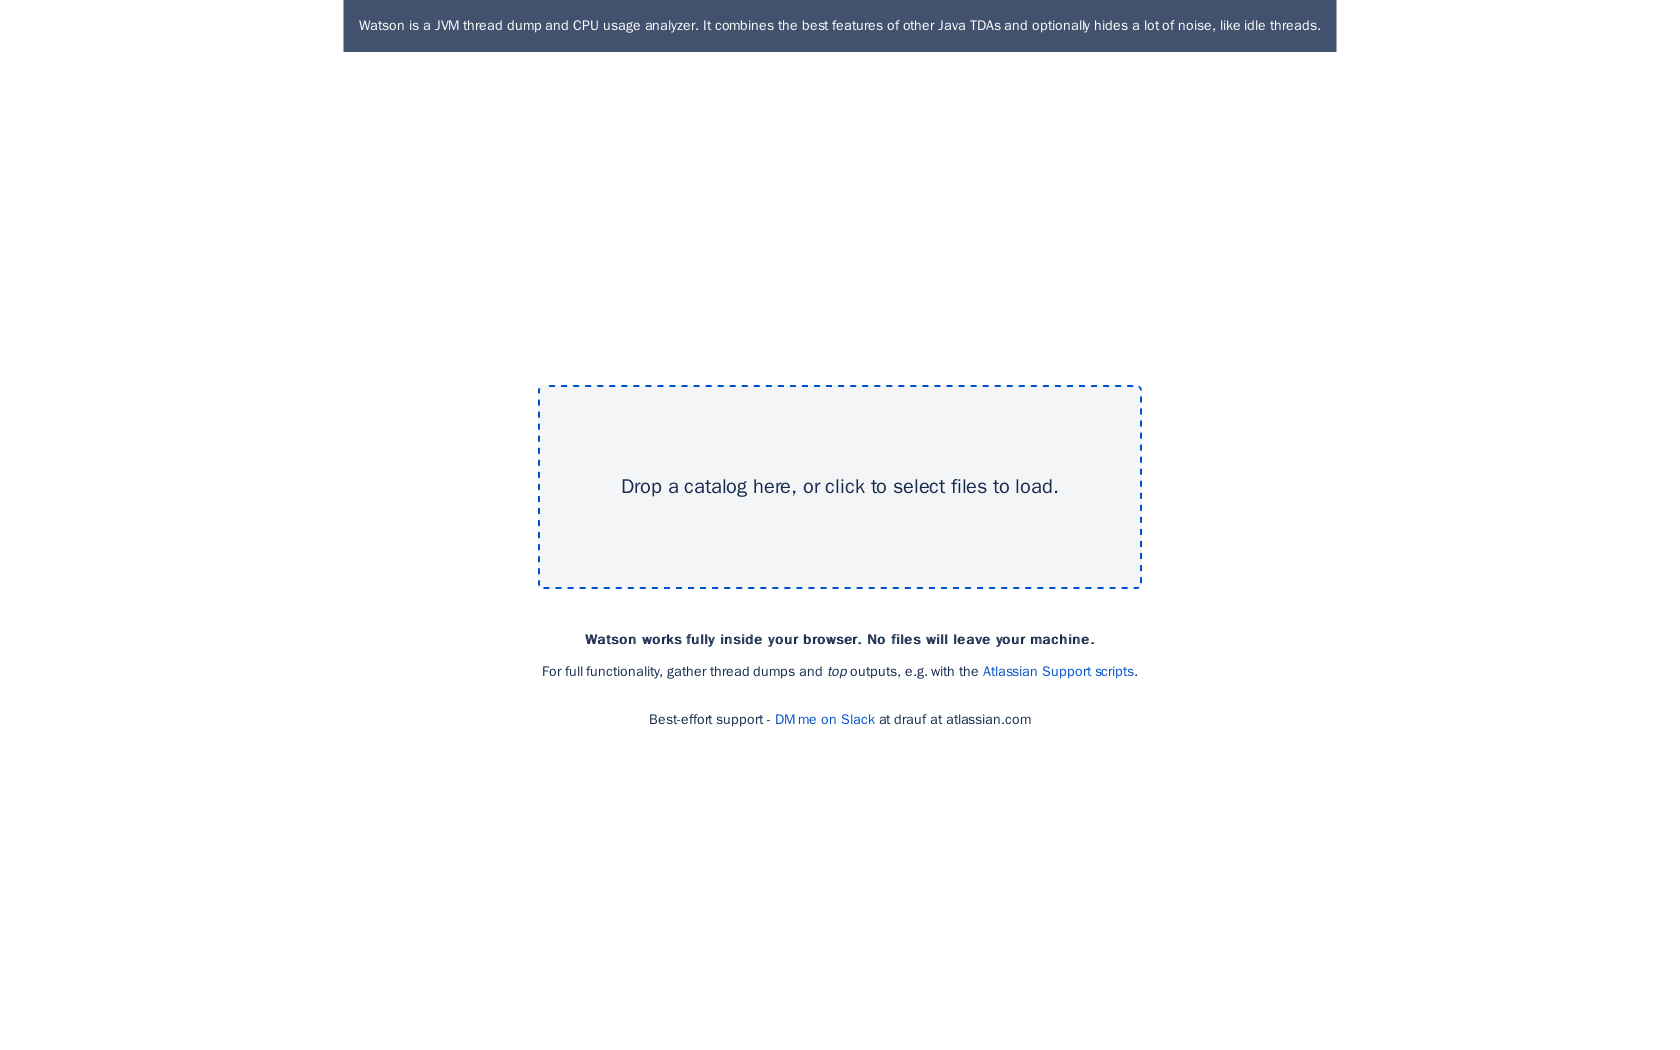 Watson is a JVM thread dump and CPU usage analyzer. It combines the best features of other Java TDAs and optionally hides a lot of noise, like idle threads.
Drop a catalog here, or click to select files to load.
Watson works fully inside your browser. No files will leave your machine.
For full functionality, gather thread dumps and top outputs, e.g. with the Atlassian Support scripts.
Best-effort support - DM me on Slack at drauf at atlassian.com